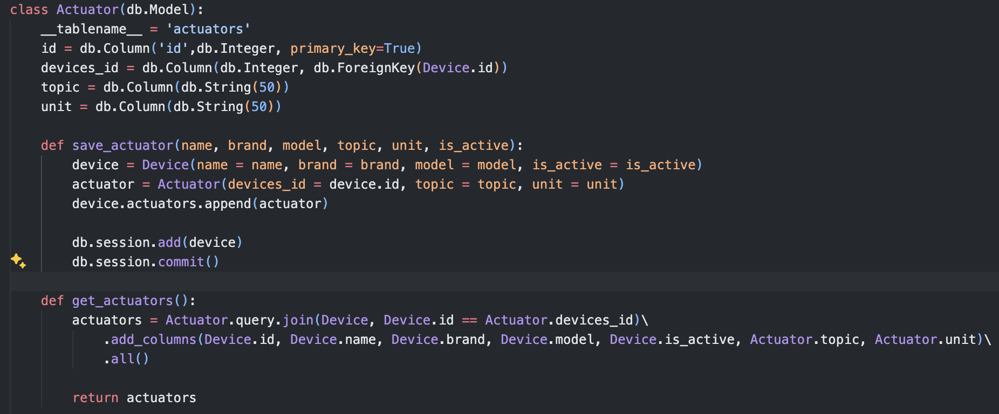 class Actuator(db.Model):
    __tablename__ = 'actuators'
    id = db.Column('id',db.Integer, primary_key=True)
    devices_id = db.Column(db.Integer, db.ForeignKey(Device.id))
    topic = db.Column(db.String(50))
    unit = db.Column(db.String(50))

    def save_actuator(name, brand, model, topic, unit, is_active):
        device = Device(name = name, brand = brand, model = model, is_active = is_active)
        actuator = Actuator(devices_id = device.id, topic = topic, unit = unit)
        device.actuators.append(actuator)

        db.session.add(device)
        db.session.commit()

    def get_actuators():
        actuators = Actuator.query.join(Device, Device.id == Actuator.devices_id)\
            .add_columns(Device.id, Device.name, Device.brand, Device.model, Device.is_active, Actuator.topic, Actuator.unit)\
            .all()

        return actuators